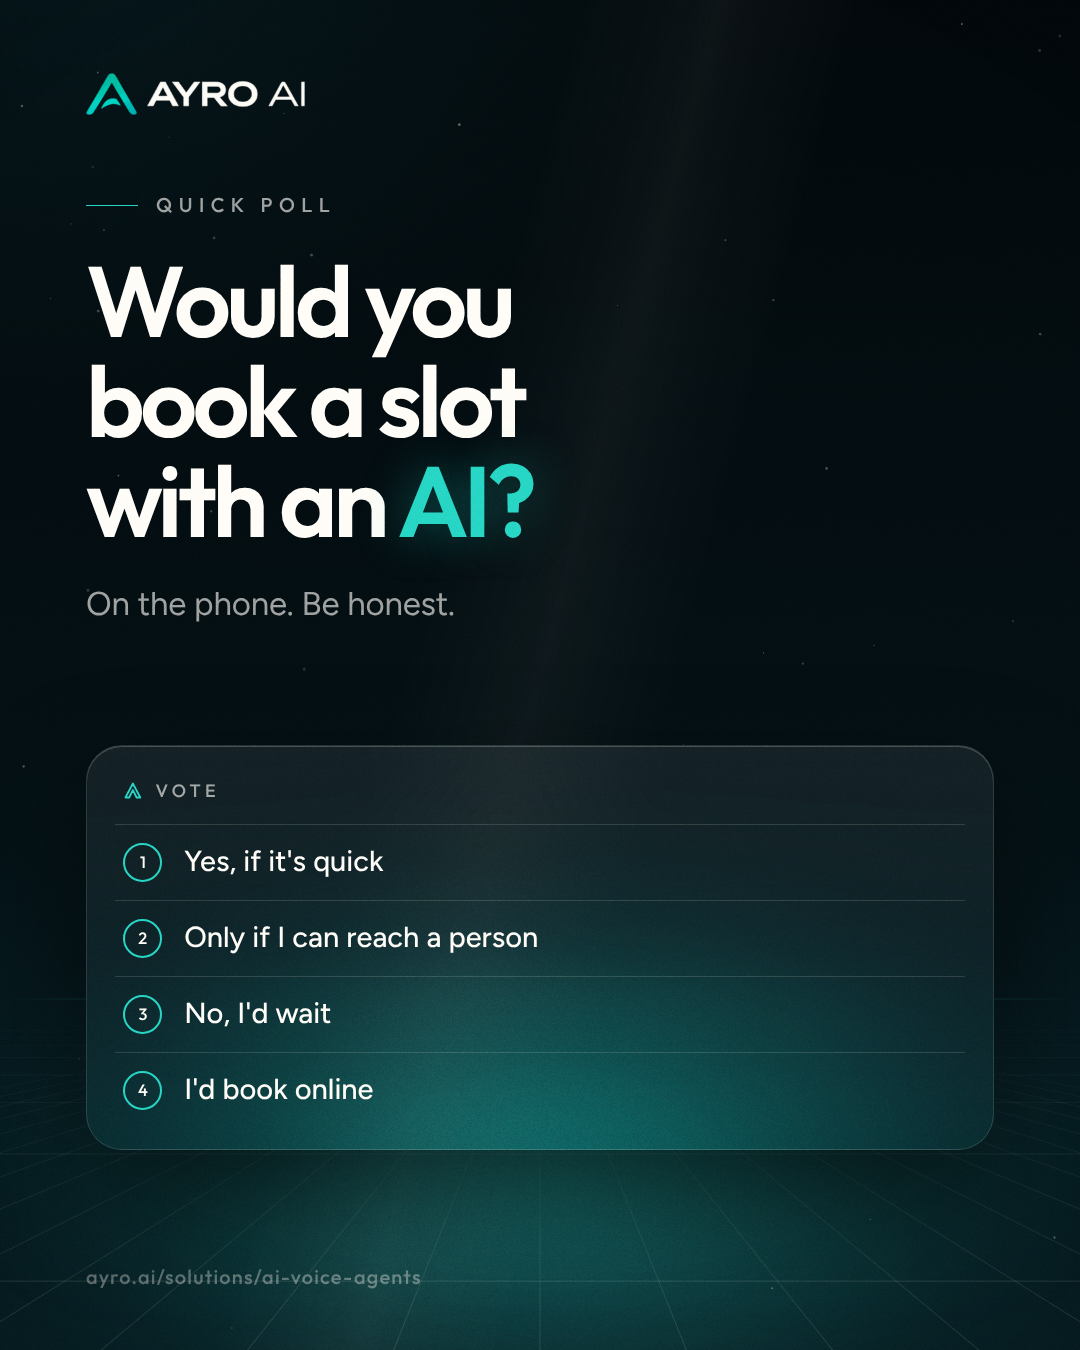 AYRO AI
QUICK POLL
Would you
book a slot
with an AI?
On the phone. Be honest.
VOTE
1 Yes, if it's quick
2 Only if I can reach a person
3 No, I'd wait
4 I'd book online
ayro.ai/solutions/ai-voice-agents